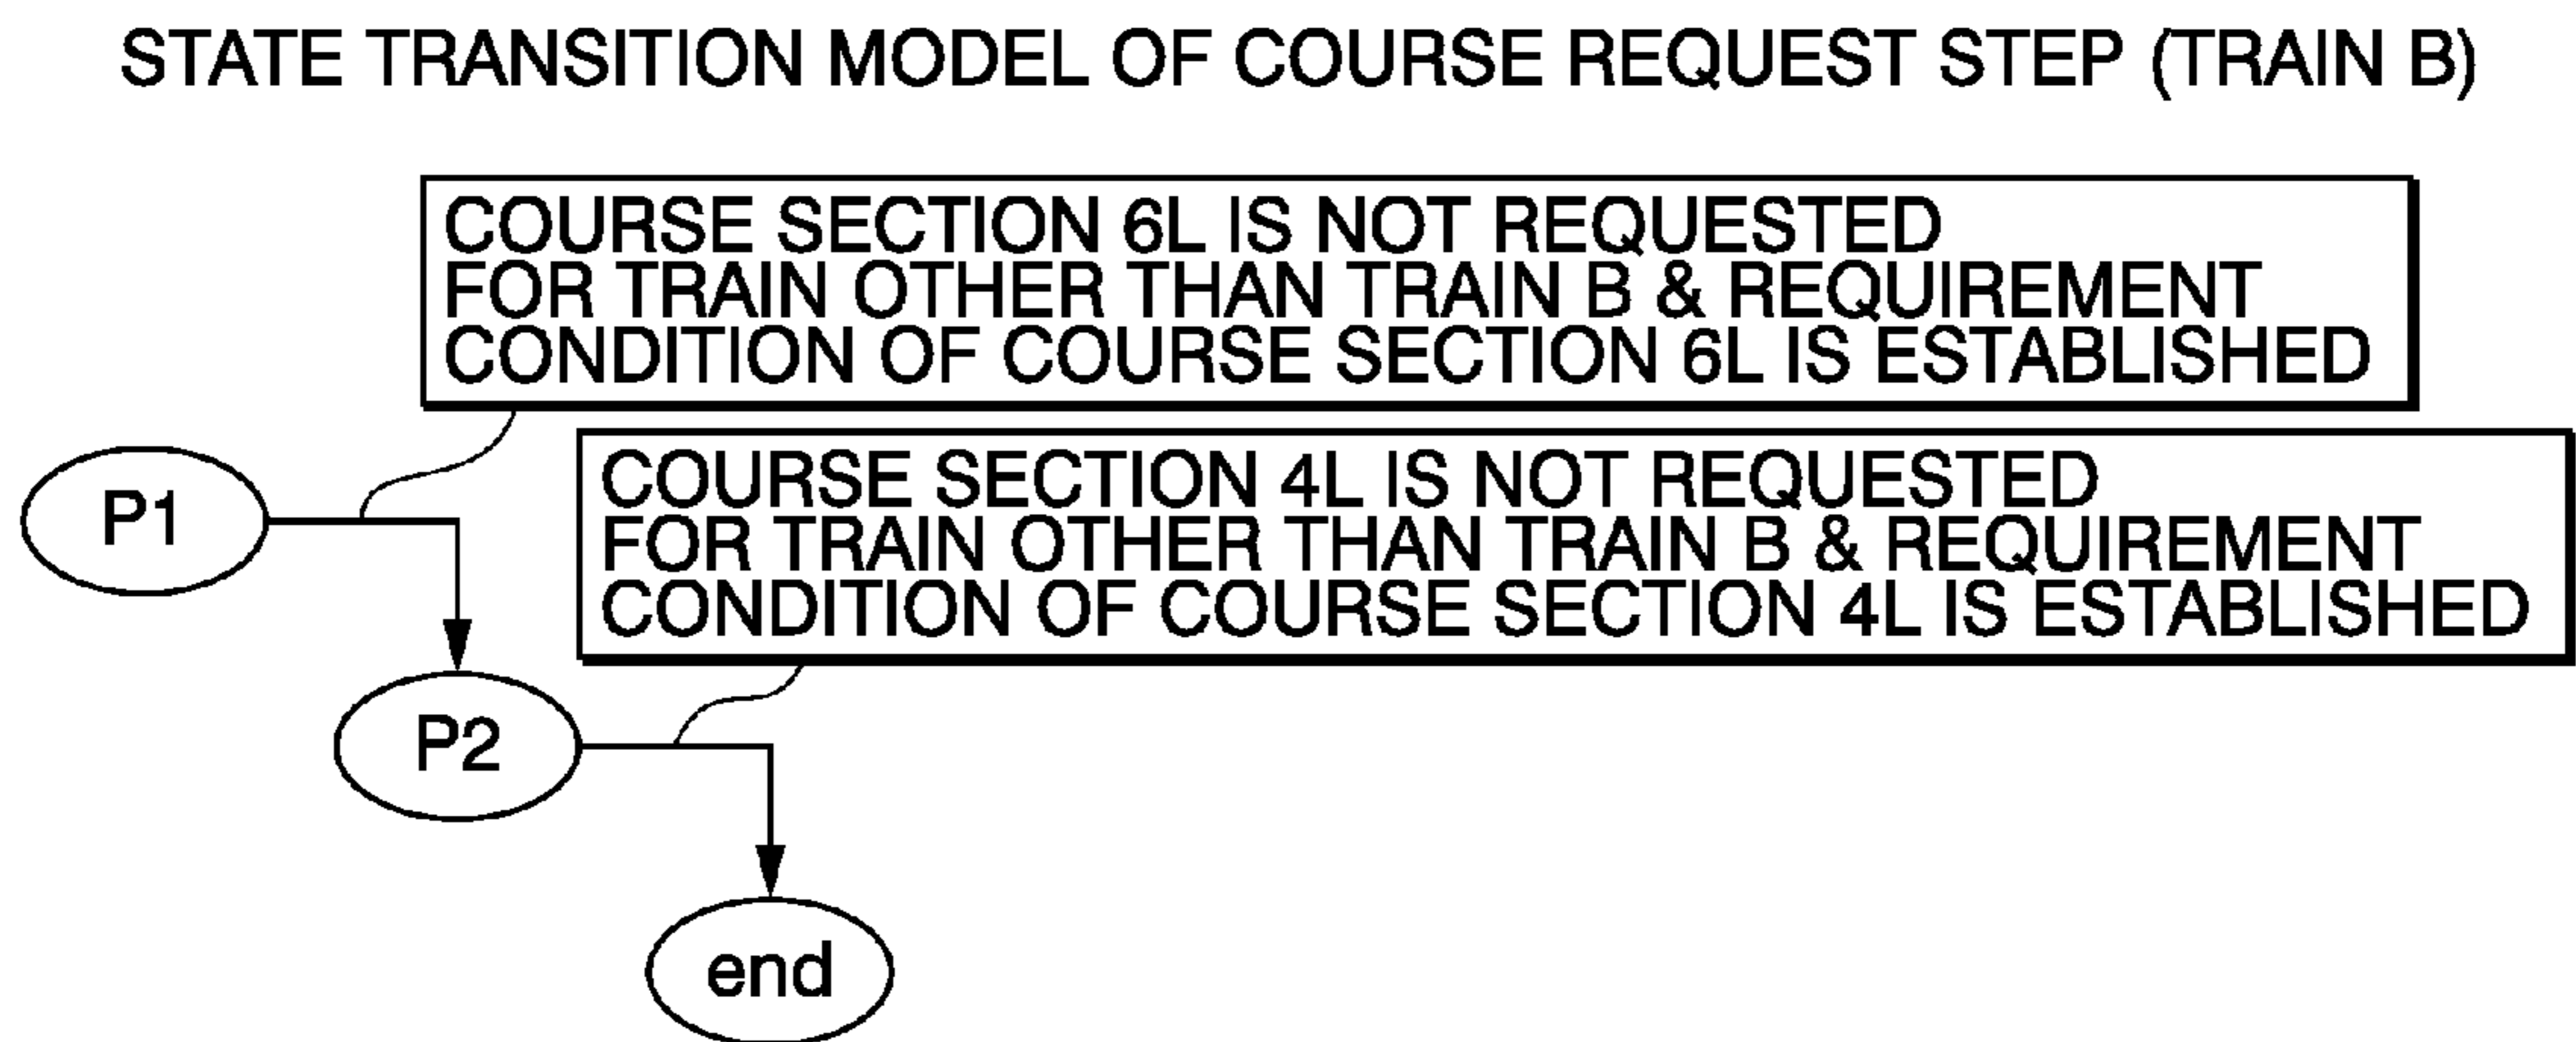 STATE TRANSITION MODEL OF COURSE REQUEST STEP (TRAIN B)
COURSE SECTION 6L IS NOT REQUESTED
FOR TRAIN OTHER THAN TRAIN B & REQUIREMENT
CONDITION OF COURSE SECTION 6L IS ESTABLISHED
P1
COURSE SECTION 4L IS NOT REQUESTED
FOR TRAIN OTHER THAN TRAIN B & REQUIREMENT
CONDITION OF COURSE SECTION 4L IS ESTABLISHED
P2
end